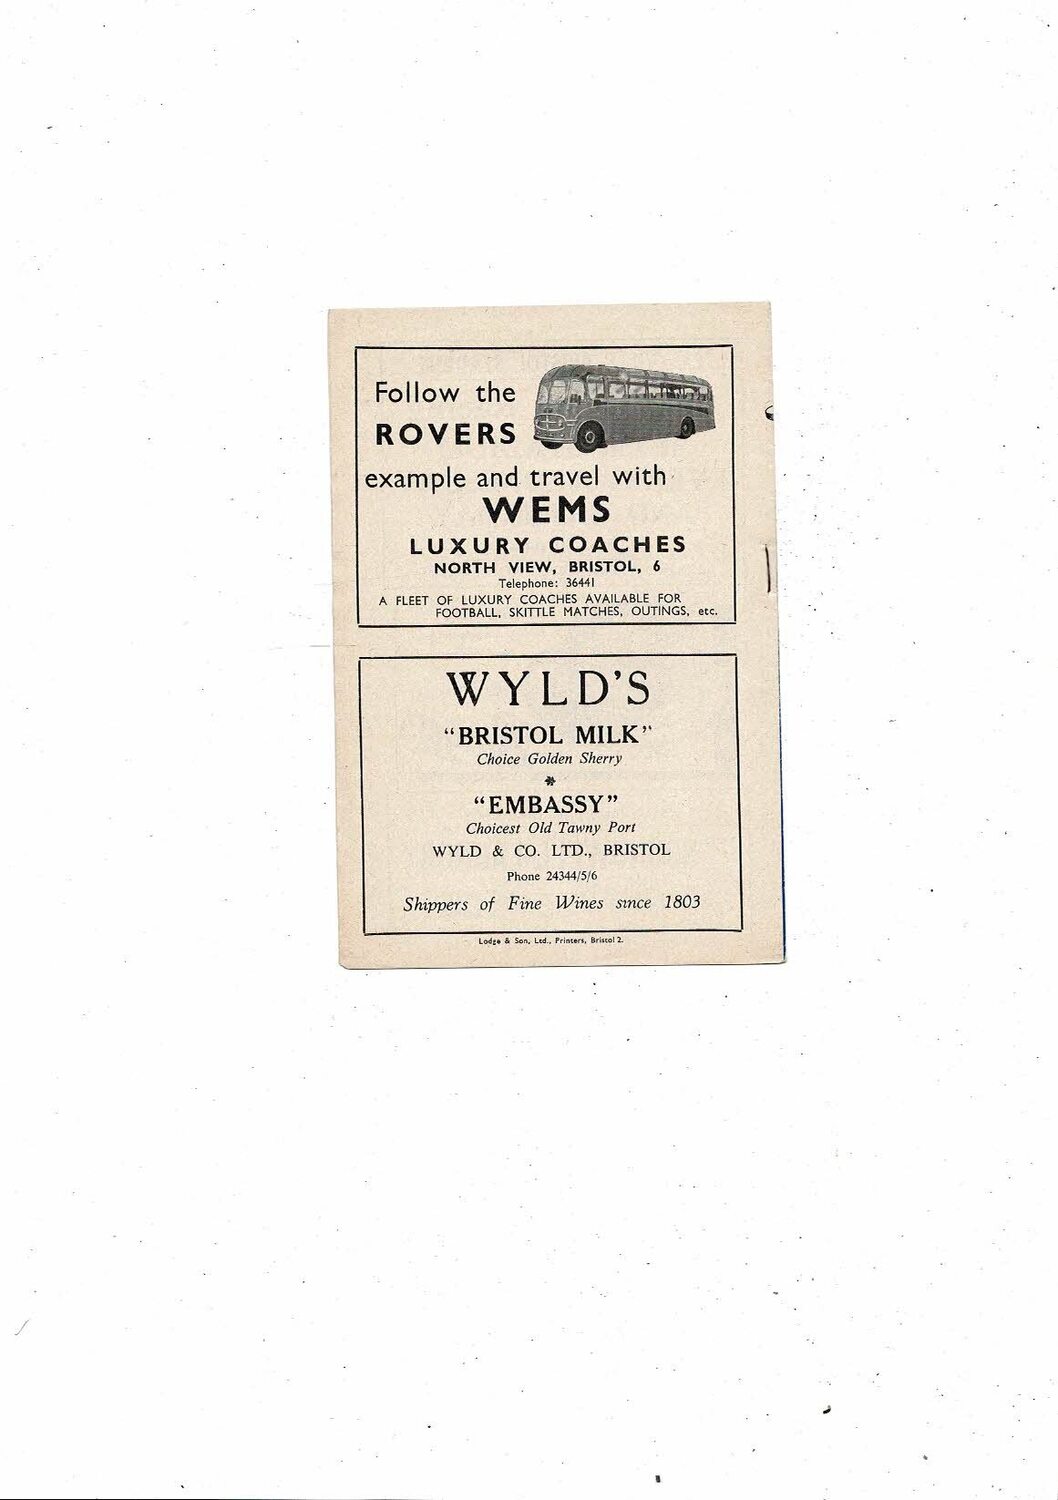 Follow the
ROVERS
example and travel with
WEMS
LUXURY COACHES
NORTH VIEW, BRISTOL, 6
Telephone: 36441
A FLEET OF LUXURY COACHES AVAILABLE FOR
FOOTBALL, SKITTLE MATCHES, OUTINGS, etc.
WYLD'S
"BRISTOL MILK"
Choice Golden Sherry
*
"EMBASSY"
Choicest Old Tawny Port
WYLD & CO. LTD., BRISTOL
Phone 24344/5/6
Shippers of Fine Wines since 1803
Lodge & Son, Ltd., Printers, Bristol 2.